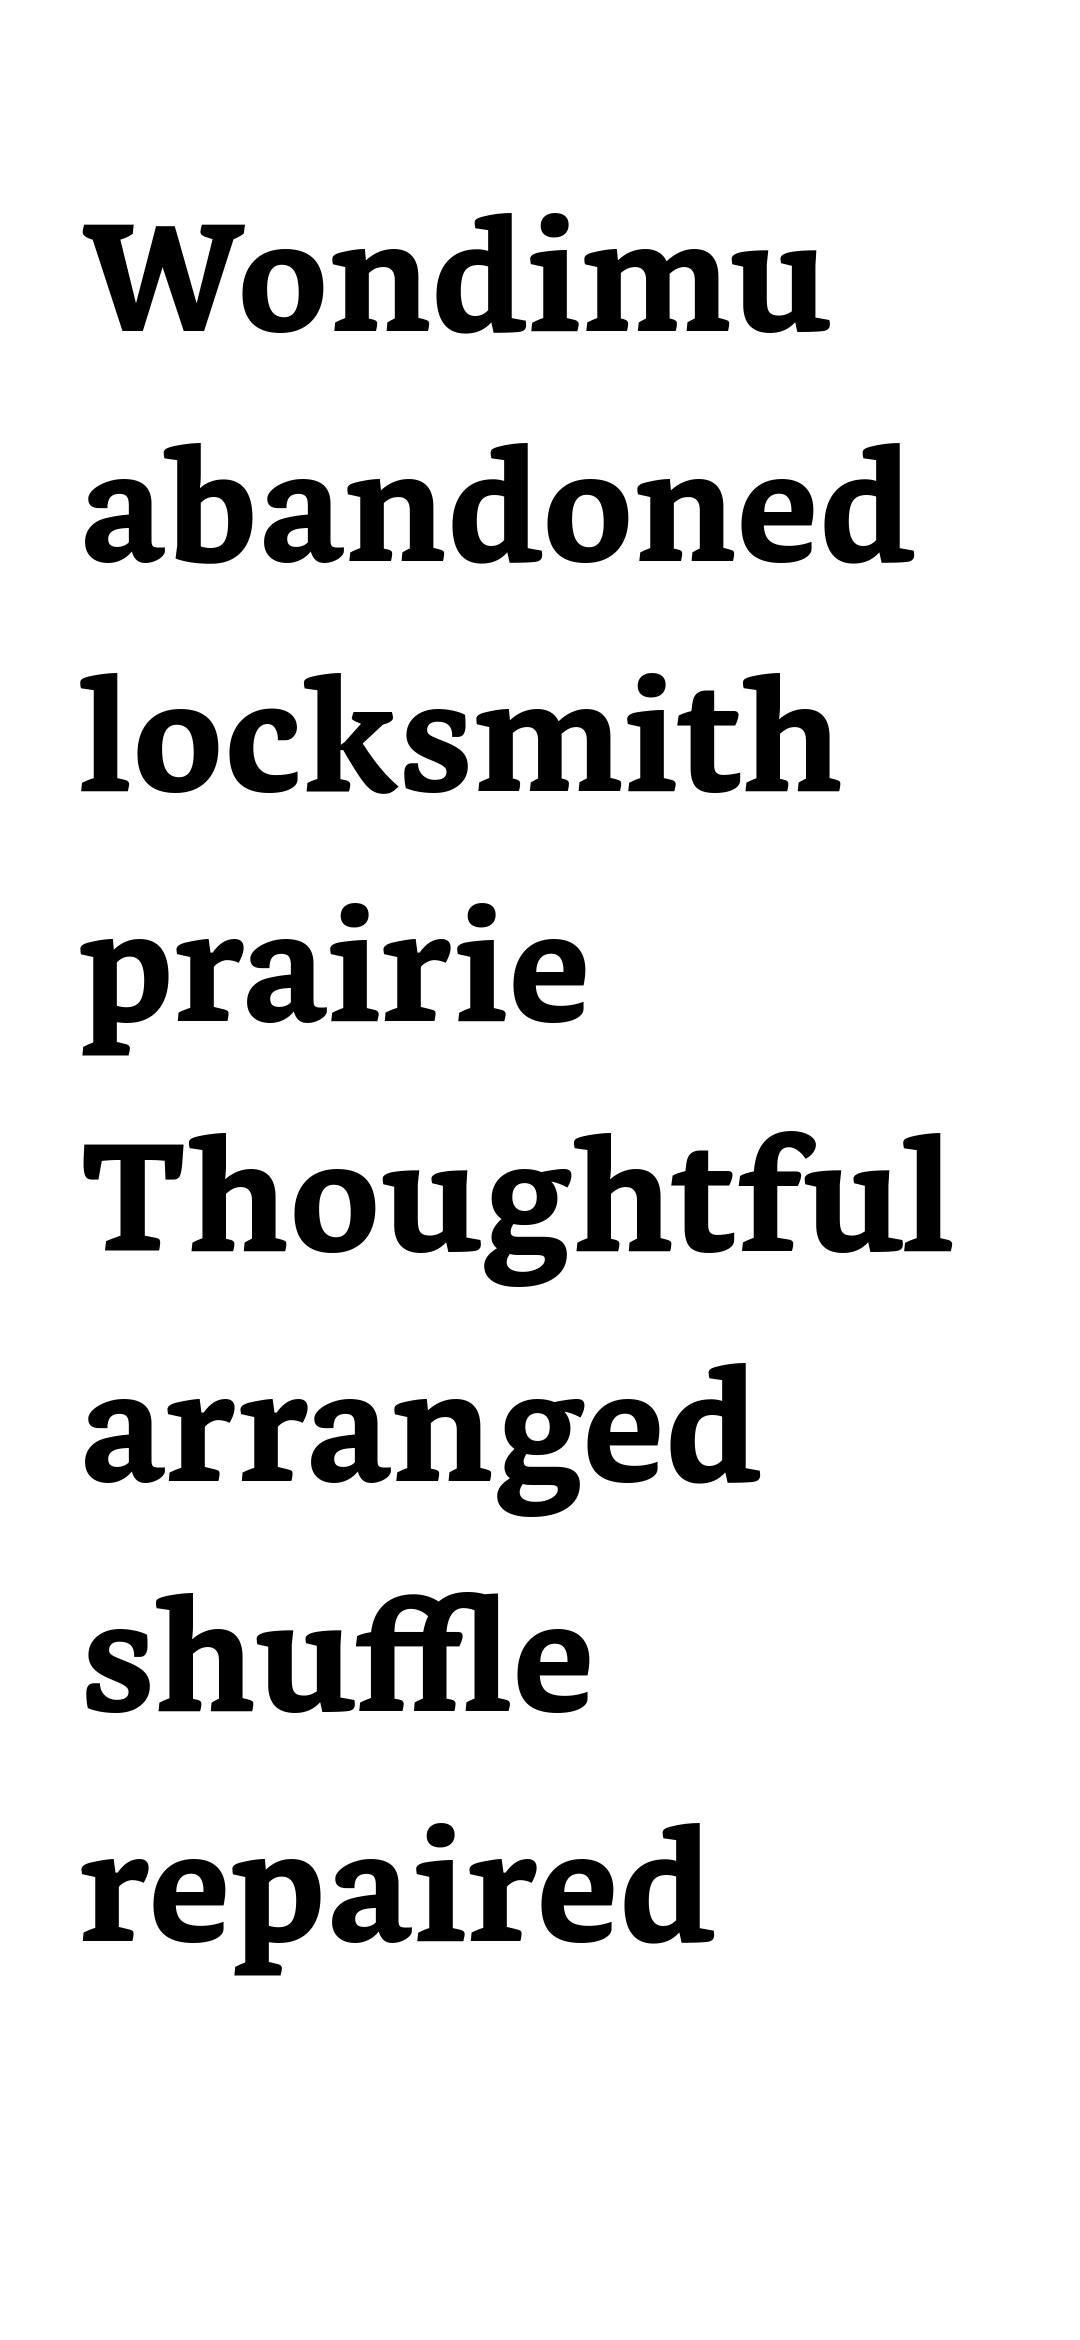 Wondimu
abandoned
locksmith
prairie
Thoughtful
arranged
shuffle
repaired